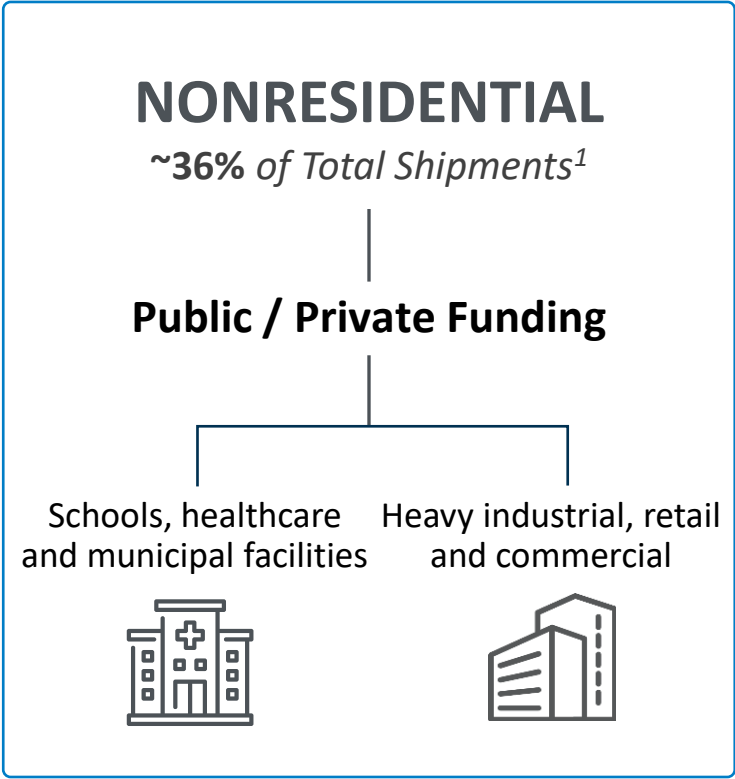 NONRESIDENTIAL
~36% of Total Shipments1
Public / Private Funding
Schools, healthcare
and municipal facilities
Heavy industrial, retail
and commercial